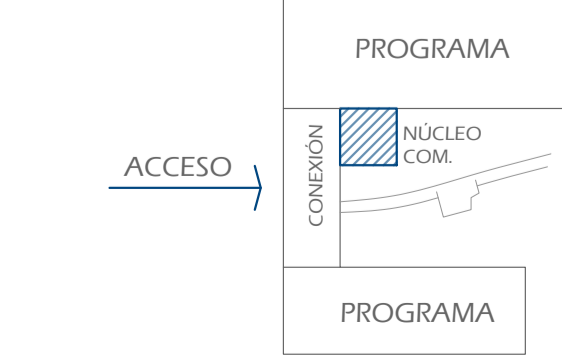 PROGRAMA
NÚCLEO
COM.
CONEXIÓN
ACCESO
PROGRAMA